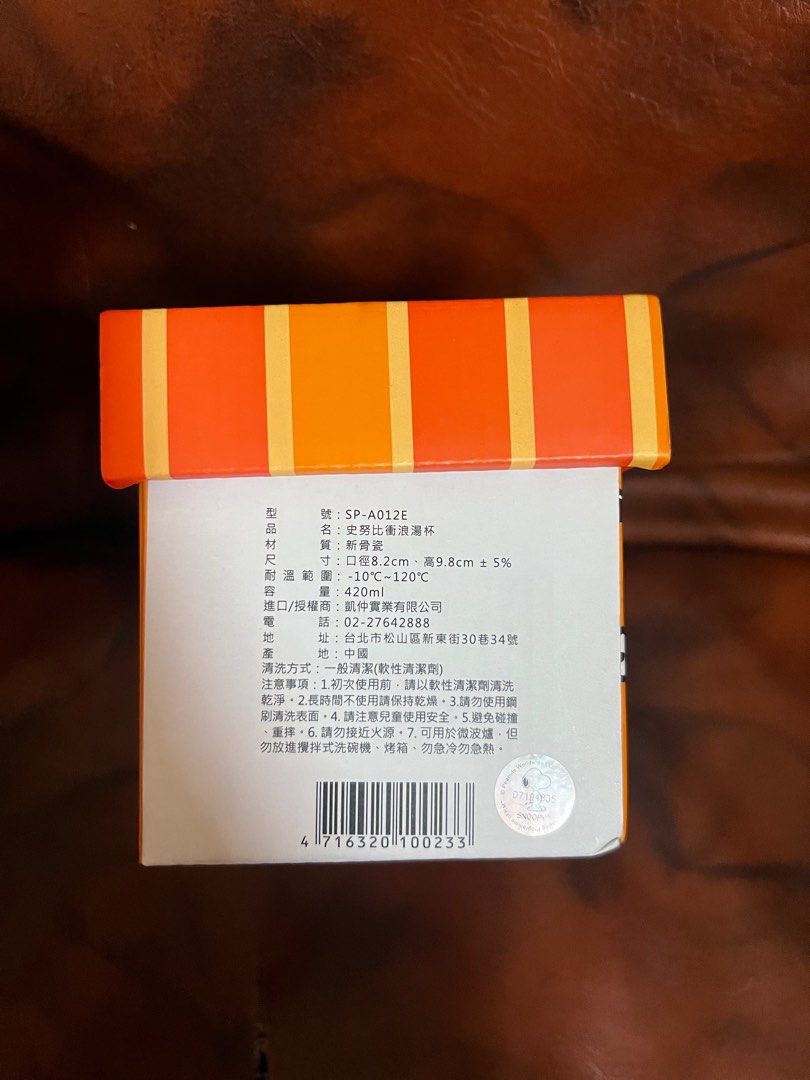 型 號：SP-A012E
品 名：史努比衝浪湯杯
材 質：新骨瓷
尺 寸：口徑8.2cm、高9.8cm ± 5%
耐 溫 範 圍：-10℃~120℃
容 量：420ml
進口/授權商：凱仲實業有限公司
電 話：02-27642888
地 址：台北市松山區新東街30巷34號
產 地：中國
清洗方式：一般清潔(軟性清潔劑)
注意事項：1.初次使用前，請以軟性清潔劑清洗
乾淨。2.長時間不使用請保持乾燥。3.請勿使用鋼
刷清洗表面。4.請注意兒童使用安全。5.避免碰撞
、重摔。6.請勿接近火源。7.可用於微波爐，但
勿放進攪拌式洗碗機、烤箱、勿急冷勿急熱。
4 716320 100233
SNOOPY